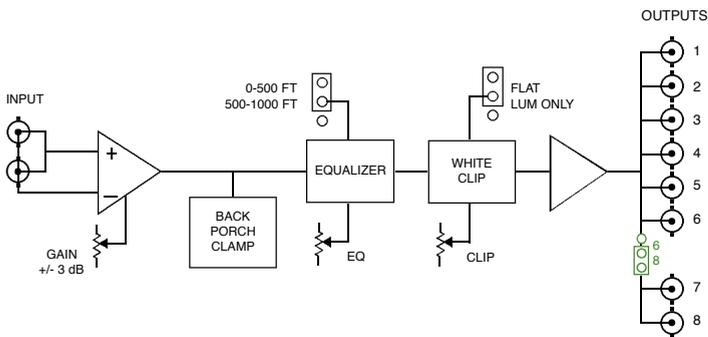 OUTPUTS
1
2
3
4
5
6
6
8
7
8
INPUT
+
−
GAIN
+/- 3 dB
BACK
PORCH
CLAMP
0-500 FT
500-1000 FT
EQUALIZER
EQ
FLAT
LUM ONLY
WHITE
CLIP
CLIP